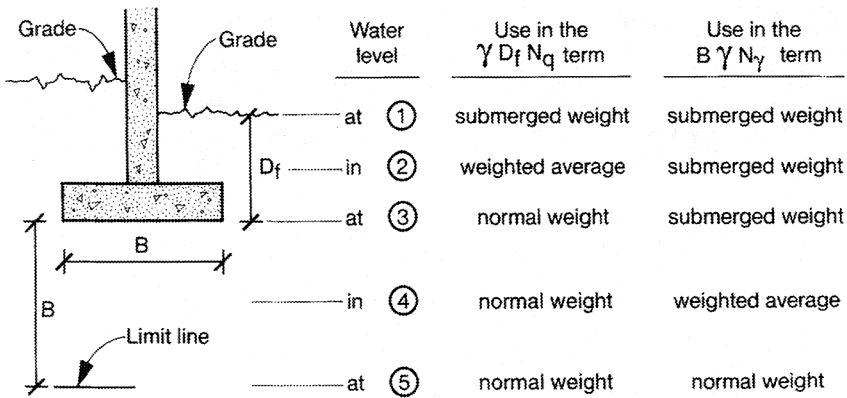 Grade
Grade
Water level
Use in the γ Df Nq term
Use in the B γ Nγ term
at ① submerged weight submerged weight
Df in ② weighted average submerged weight
at ③ normal weight submerged weight
B
B
in ④ normal weight weighted average
Limit line
at ⑤ normal weight normal weight